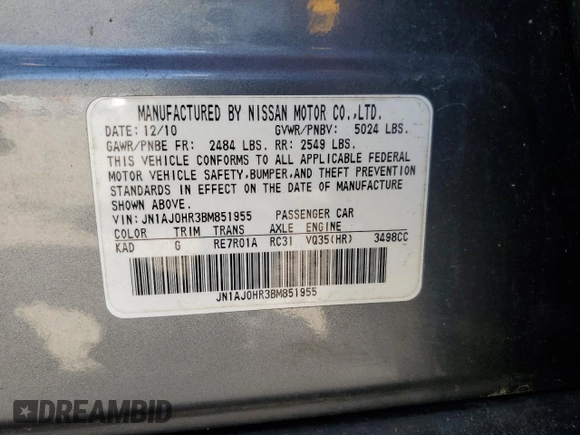 MANUFACTURED BY NISSAN MOTOR CO.,LTD.
DATE: 12/10 GVWR/PNBV: 5024 LBS.
GAWR/PNBE FR: 2484 LBS. RR: 2549 LBS.
THIS VEHICLE CONFORMS TO ALL APPLICABLE FEDERAL
MOTOR VEHICLE SAFETY,BUMPER,AND THEFT PREVENTION
STANDARDS IN EFFECT ON THE DATE OF MANUFACTURE
SHOWN ABOVE.
VIN: JN1AJ0HR3BM851955 PASSENGER CAR
COLOR TRIM TRANS AXLE ENGINE
KAD G RE7R01A RC31 VQ35(HR) 3498CC
JN1AJ0HR3BM851955
DREAMBID